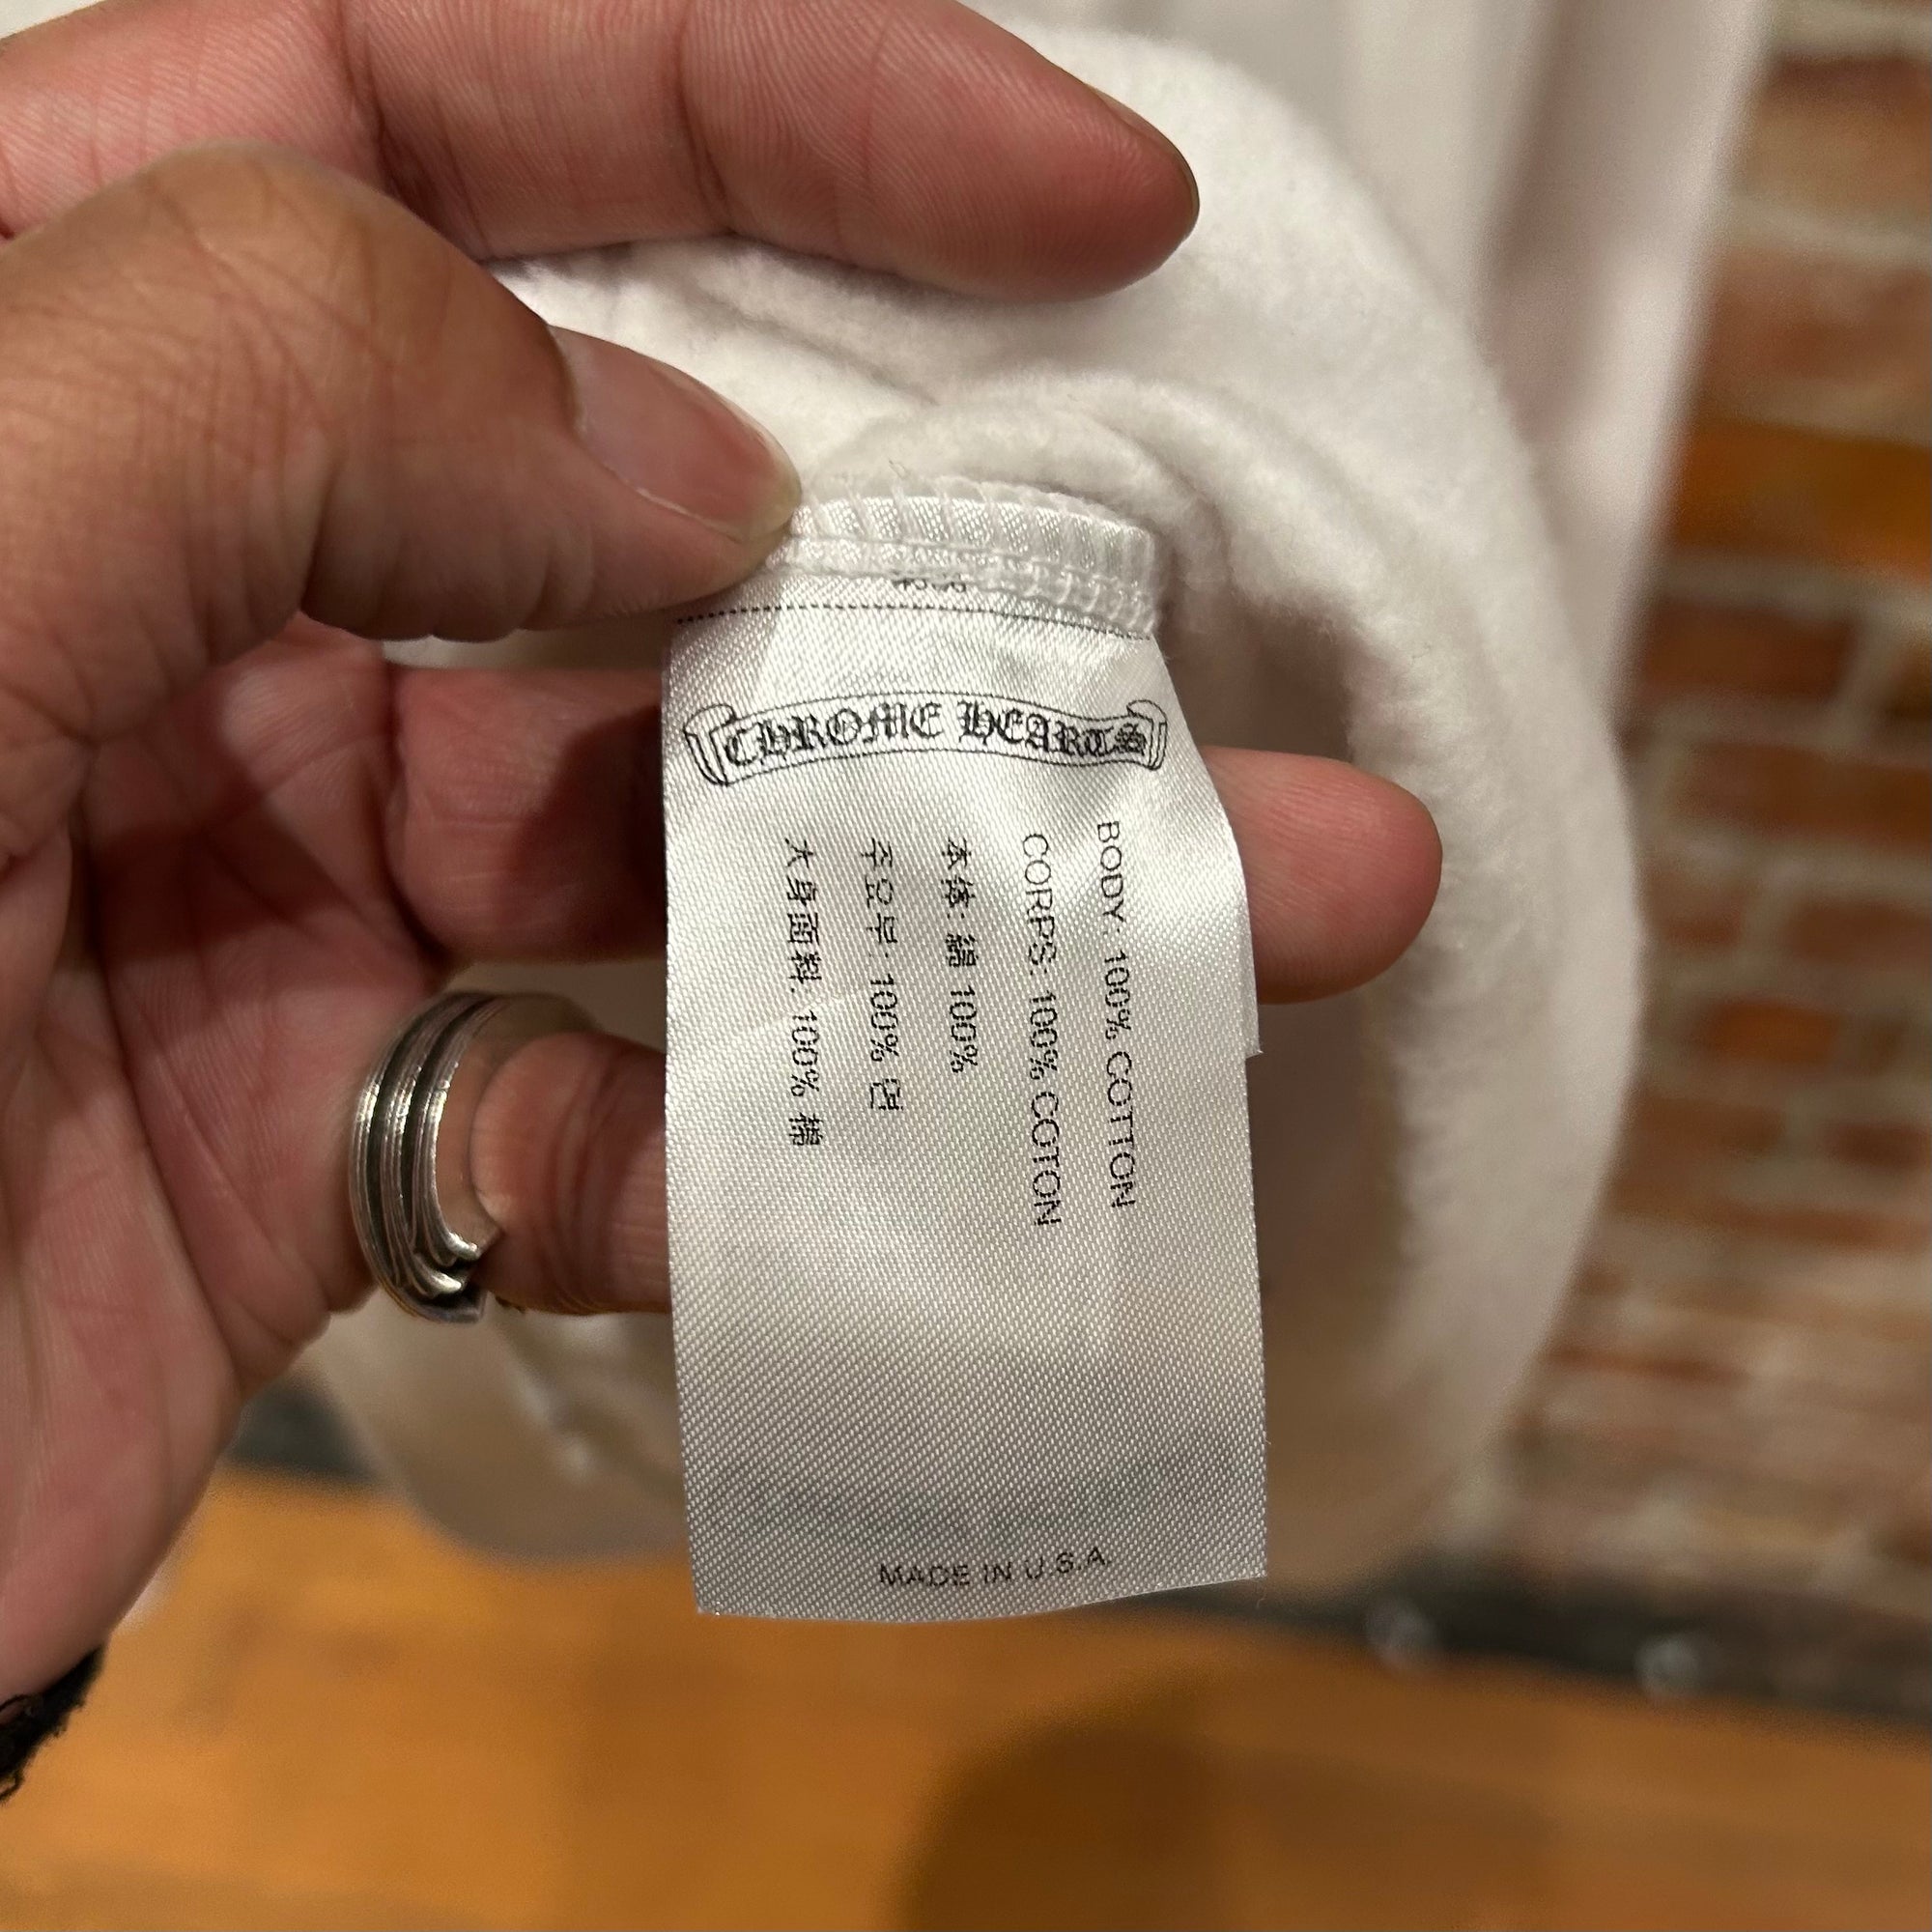 CHROME HEARTS
BODY: 100% COTTON
CORPS: 100% COTON
本体: 綿 100%
주요부: 100% 면
大身面料: 100% 棉
MADE IN U.S.A.